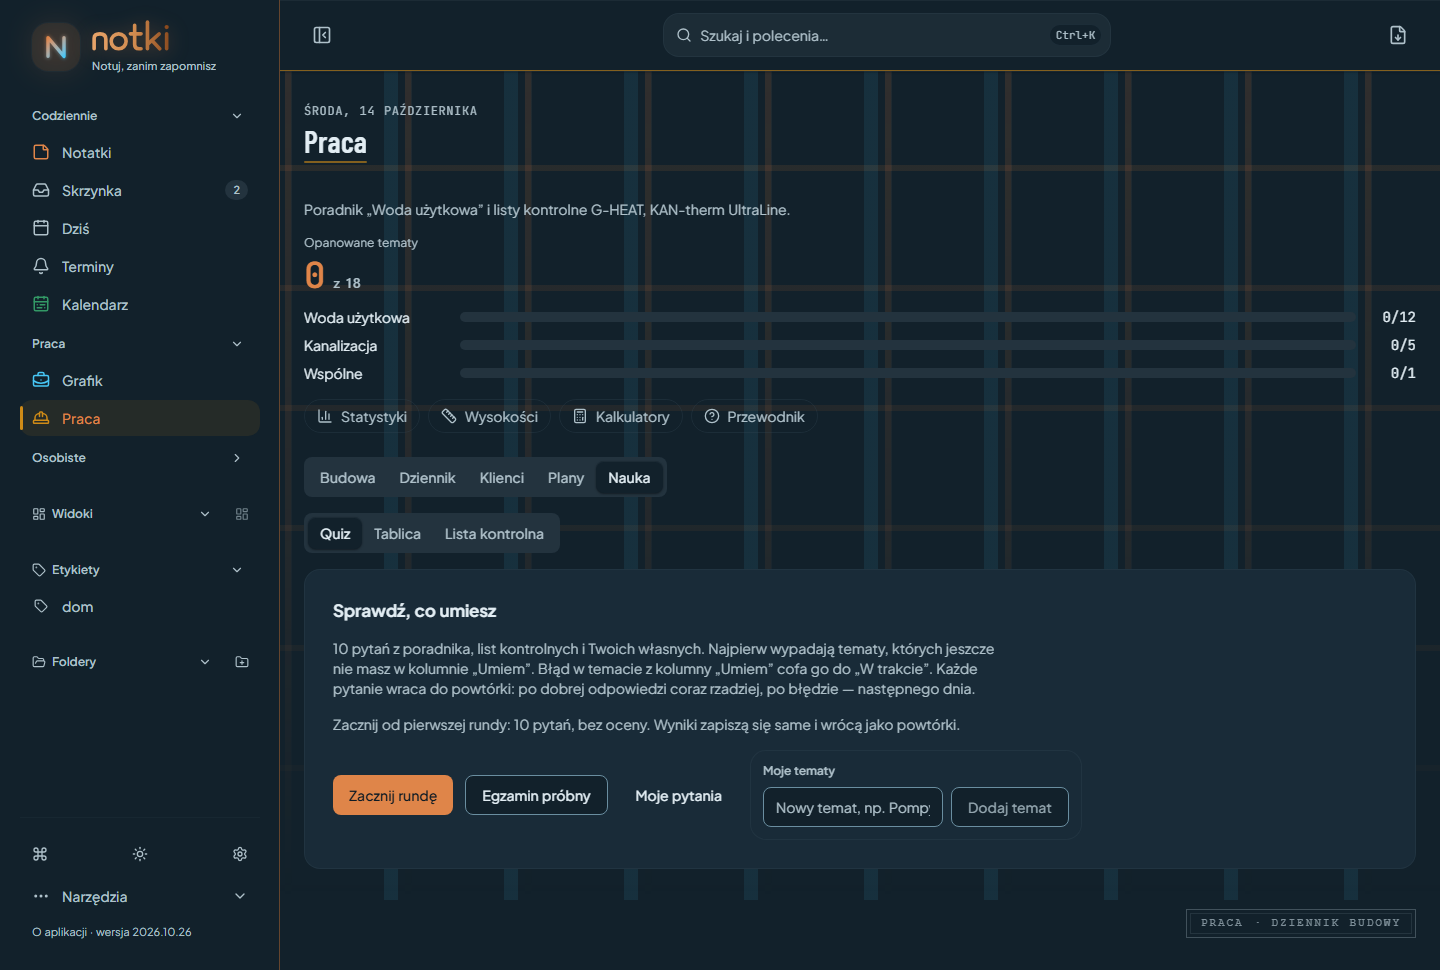 N notki
Notuj, zanim zapomnisz
Codziennie
Notatki
Skrzynka 2
Dziś
Terminy
Kalendarz
Praca
Grafik
Praca
Osobiste
Widoki
Etykiety
dom
Foldery
Narzędzia
O aplikacji · wersja 2026.10.26
Szukaj i polecenia… Ctrl+K
ŚRODA, 14 PAŹDZIERNIKA
Praca
Poradnik „Woda użytkowa” i listy kontrolne G-HEAT, KAN-therm UltraLine.
Opanowane tematy
0 z 18
Woda użytkowa 0/12
Kanalizacja 0/5
Wspólne 0/1
Statystyki Wysokości Kalkulatory Przewodnik
Budowa Dziennik Klienci Plany Nauka
Quiz Tablica Lista kontrolna
Sprawdź, co umiesz
10 pytań z poradnika, list kontrolnych i Twoich własnych. Najpierw wypadają tematy, których jeszcze
nie masz w kolumnie „Umiem”. Błąd w temacie z kolumny „Umiem” cofa go do „W trakcie”. Każde
pytanie wraca do powtórki: po dobrej odpowiedzi coraz rzadziej, po błędzie — następnego dnia.
Zacznij od pierwszej rundy: 10 pytań, bez oceny. Wyniki zapiszą się same i wrócą jako powtórki.
Zacznij rundę Egzamin próbny Moje pytania
Moje tematy
Nowy temat, np. Pompy Dodaj temat
PRACA · DZIENNIK BUDOWY